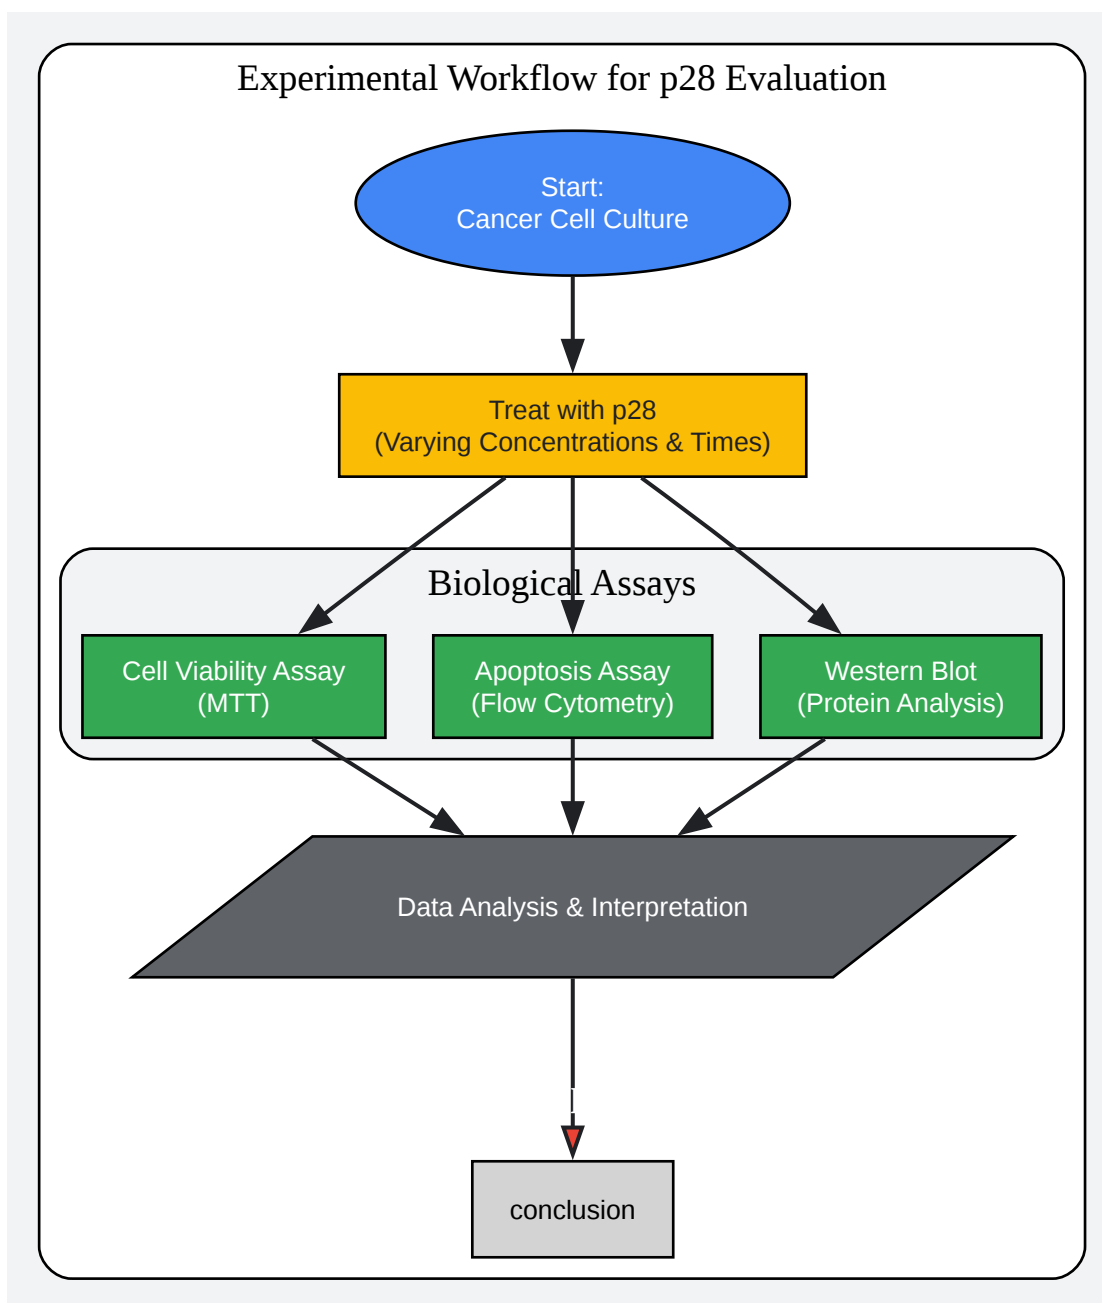 Experimental Workflow for p28 Evaluation
Start:
Cancer Cell Culture
Treat with p28
(Varying Concentrations & Times)
Biological Assays
Cell Viability Assay
(MTT)
Apoptosis Assay
(Flow Cytometry)
Western Blot
(Protein Analysis)
Data Analysis & Interpretation
conclusion